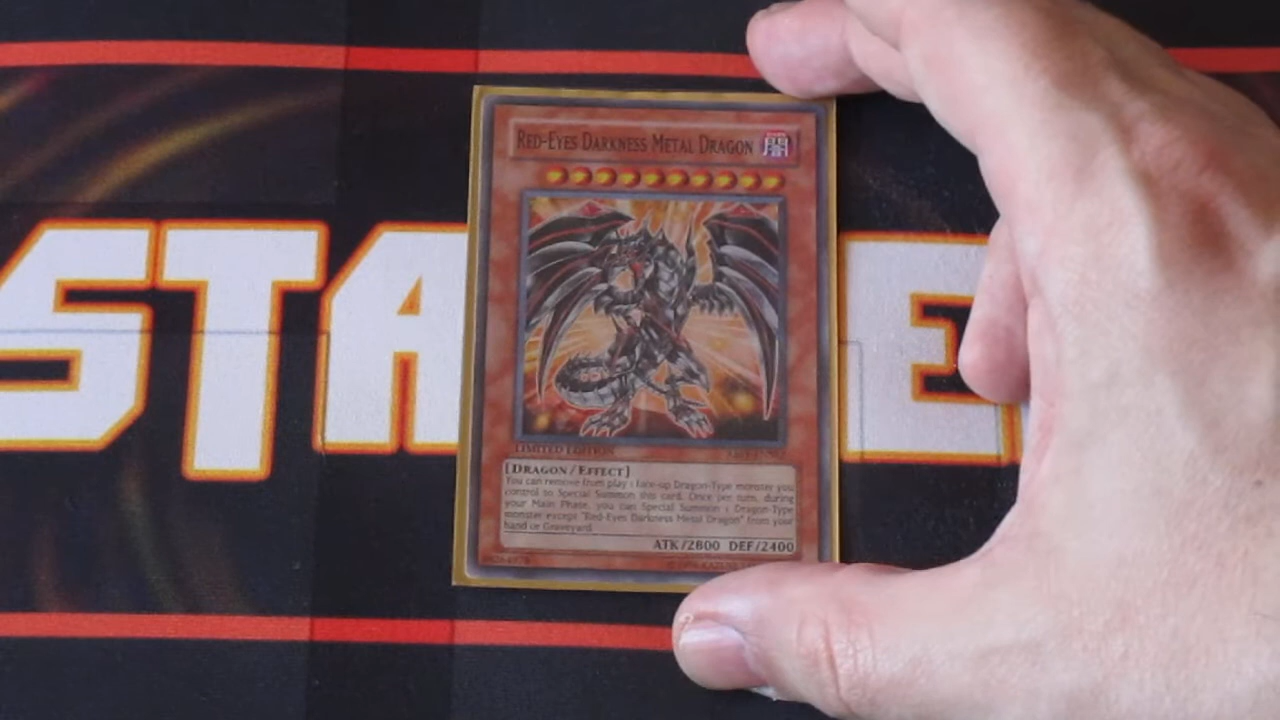 RED-EYES DARKNESS METAL DRAGON
STA E
LIMITED EDITION
[DRAGON/EFFECT]
You can remove from play 1 face-up Dragon-Type monster you
control to Special Summon this card. Once per turn, during
your Main Phase, you can Special Summon 1 Dragon-Type
monster except "Red-Eyes Darkness Metal Dragon" from your
hand or Graveyard.
ATK/2800 DEF/2400